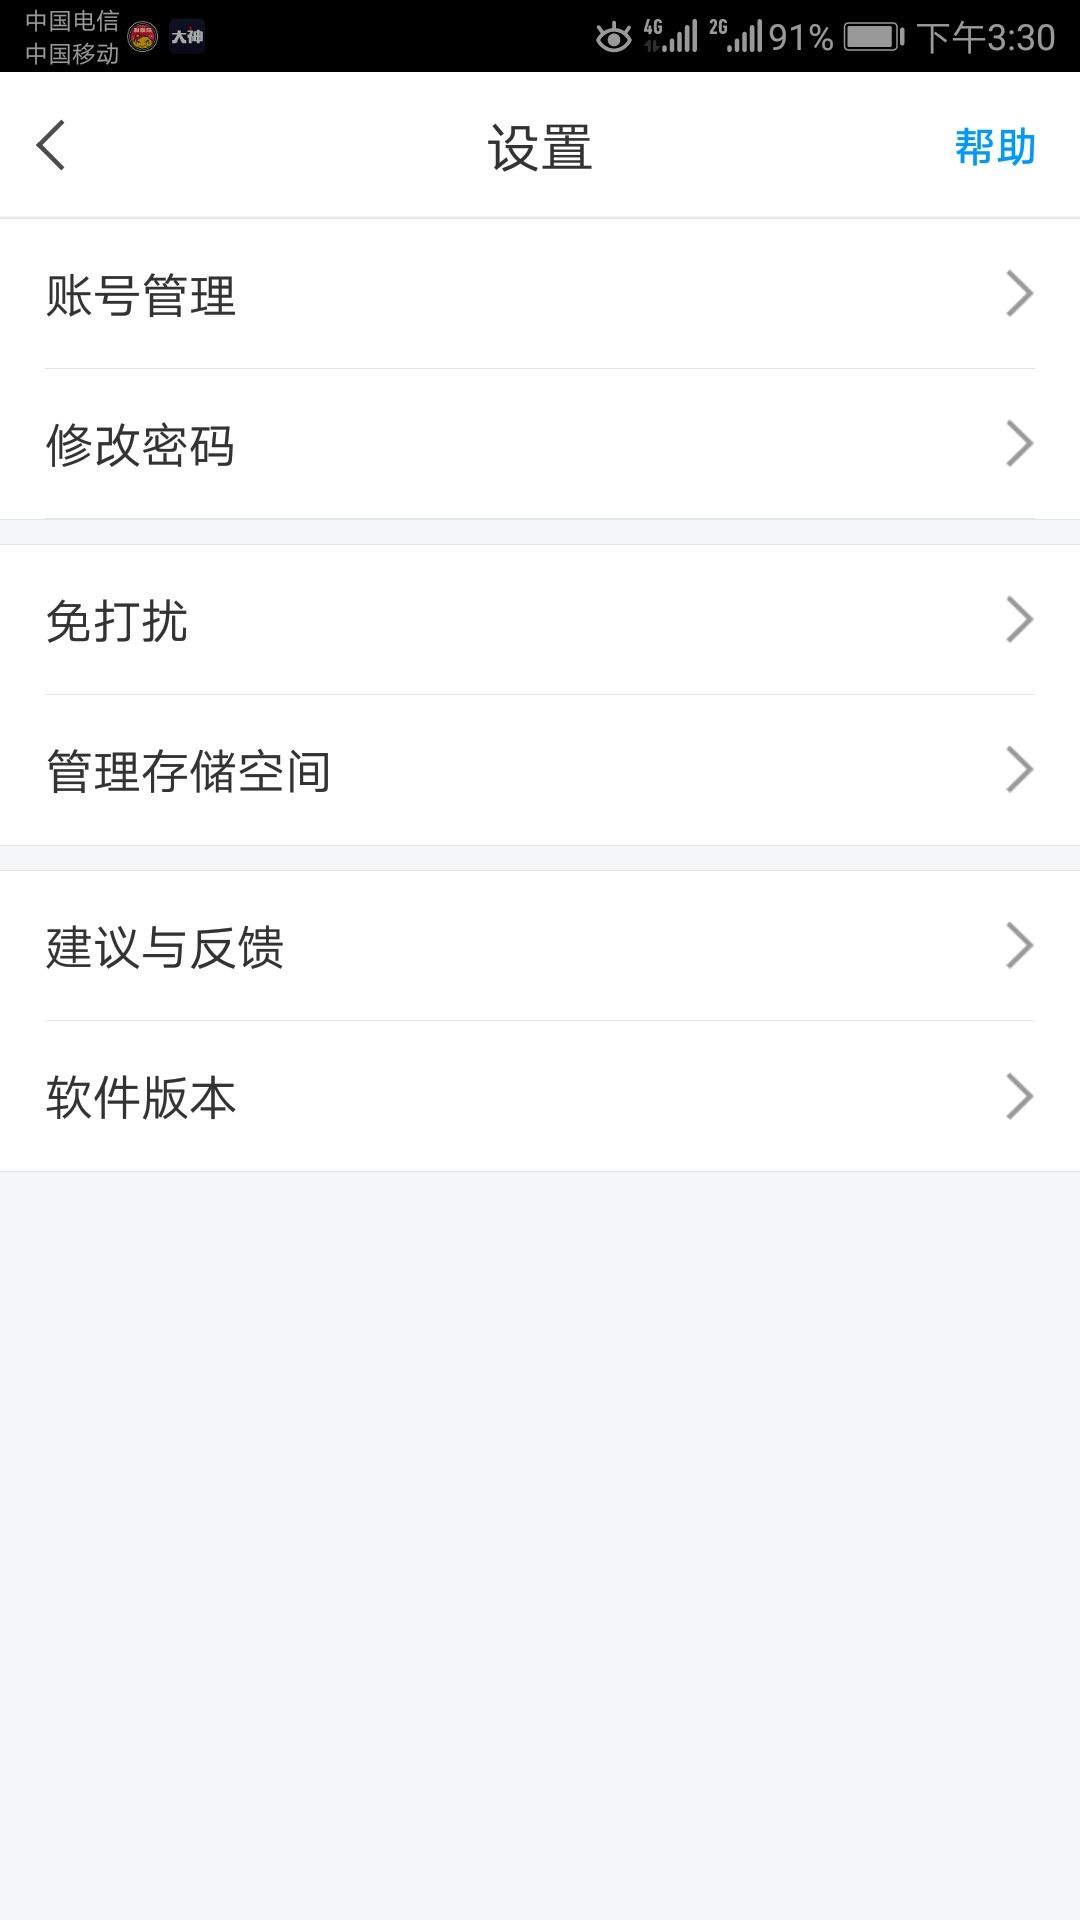 中国电信
中国移动
大神
4G
2G
91%
下午3:30
设置
帮助
账号管理
修改密码
免打扰
管理存储空间
建议与反馈
软件版本